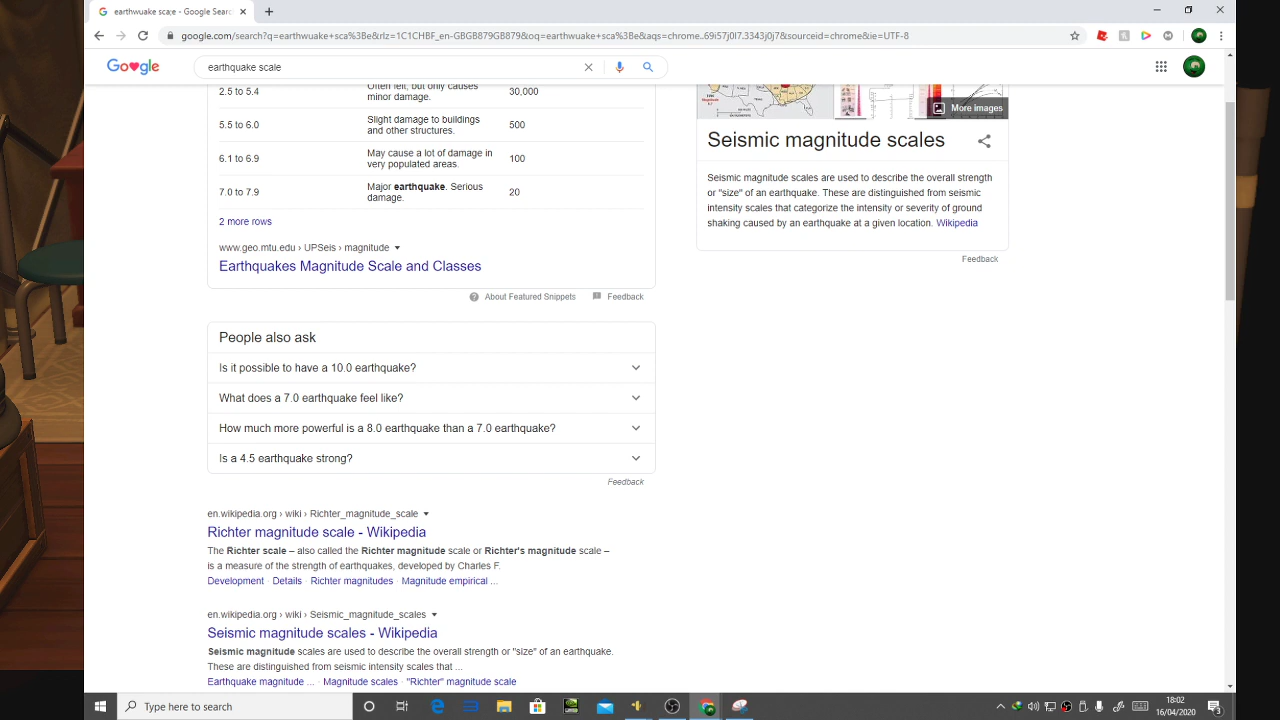 earthwuake sca;e - Google Searc
google.com/search?q=earthwuake+sca%3Be&rlz=1C1CHBF_en-GBGB879GB879&oq=earthwuake+sca%3Be&aqs=chrome..69i57j0l7.3343j0j7&sourceid=chrome&ie=UTF-8
earthquake scale
2.5 to 5.4 Often felt, but only causes minor damage. 30,000
5.5 to 6.0 Slight damage to buildings and other structures. 500
6.1 to 6.9 May cause a lot of damage in very populated areas. 100
7.0 to 7.9 Major earthquake. Serious damage. 20
2 more rows
www.geo.mtu.edu › UPSeis › magnitude
Earthquakes Magnitude Scale and Classes
About Featured Snippets Feedback
People also ask
Is it possible to have a 10.0 earthquake?
What does a 7.0 earthquake feel like?
How much more powerful is a 8.0 earthquake than a 7.0 earthquake?
Is a 4.5 earthquake strong?
Feedback
en.wikipedia.org › wiki › Richter_magnitude_scale
Richter magnitude scale - Wikipedia
The Richter scale – also called the Richter magnitude scale or Richter's magnitude scale –
is a measure of the strength of earthquakes, developed by Charles F.
Development · Details · Richter magnitudes · Magnitude empirical ...
en.wikipedia.org › wiki › Seismic_magnitude_scales
Seismic magnitude scales - Wikipedia
Seismic magnitude scales are used to describe the overall strength or "size" of an earthquake.
These are distinguished from seismic intensity scales that ...
Earthquake magnitude ... · Magnitude scales · "Richter" magnitude scale
More images
Seismic magnitude scales
Seismic magnitude scales are used to describe the overall strength
or "size" of an earthquake. These are distinguished from seismic
intensity scales that categorize the intensity or severity of ground
shaking caused by an earthquake at a given location. Wikipedia
Feedback
Type here to search
18:02
16/04/2020
3